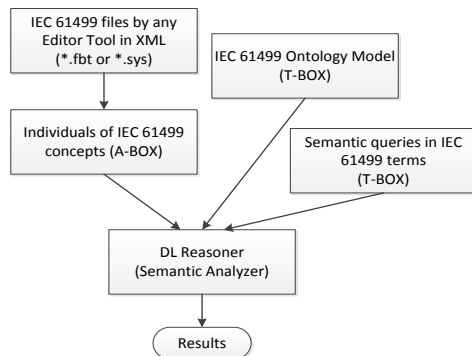 IEC 61499 files by any
Editor Tool in XML
(*.fbt or *.sys)
IEC 61499 Ontology Model
(T-BOX)
Individuals of IEC 61499
concepts (A-BOX)
Semantic queries in IEC
61499 terms
(T-BOX)
DL Reasoner
(Semantic Analyzer)
Results